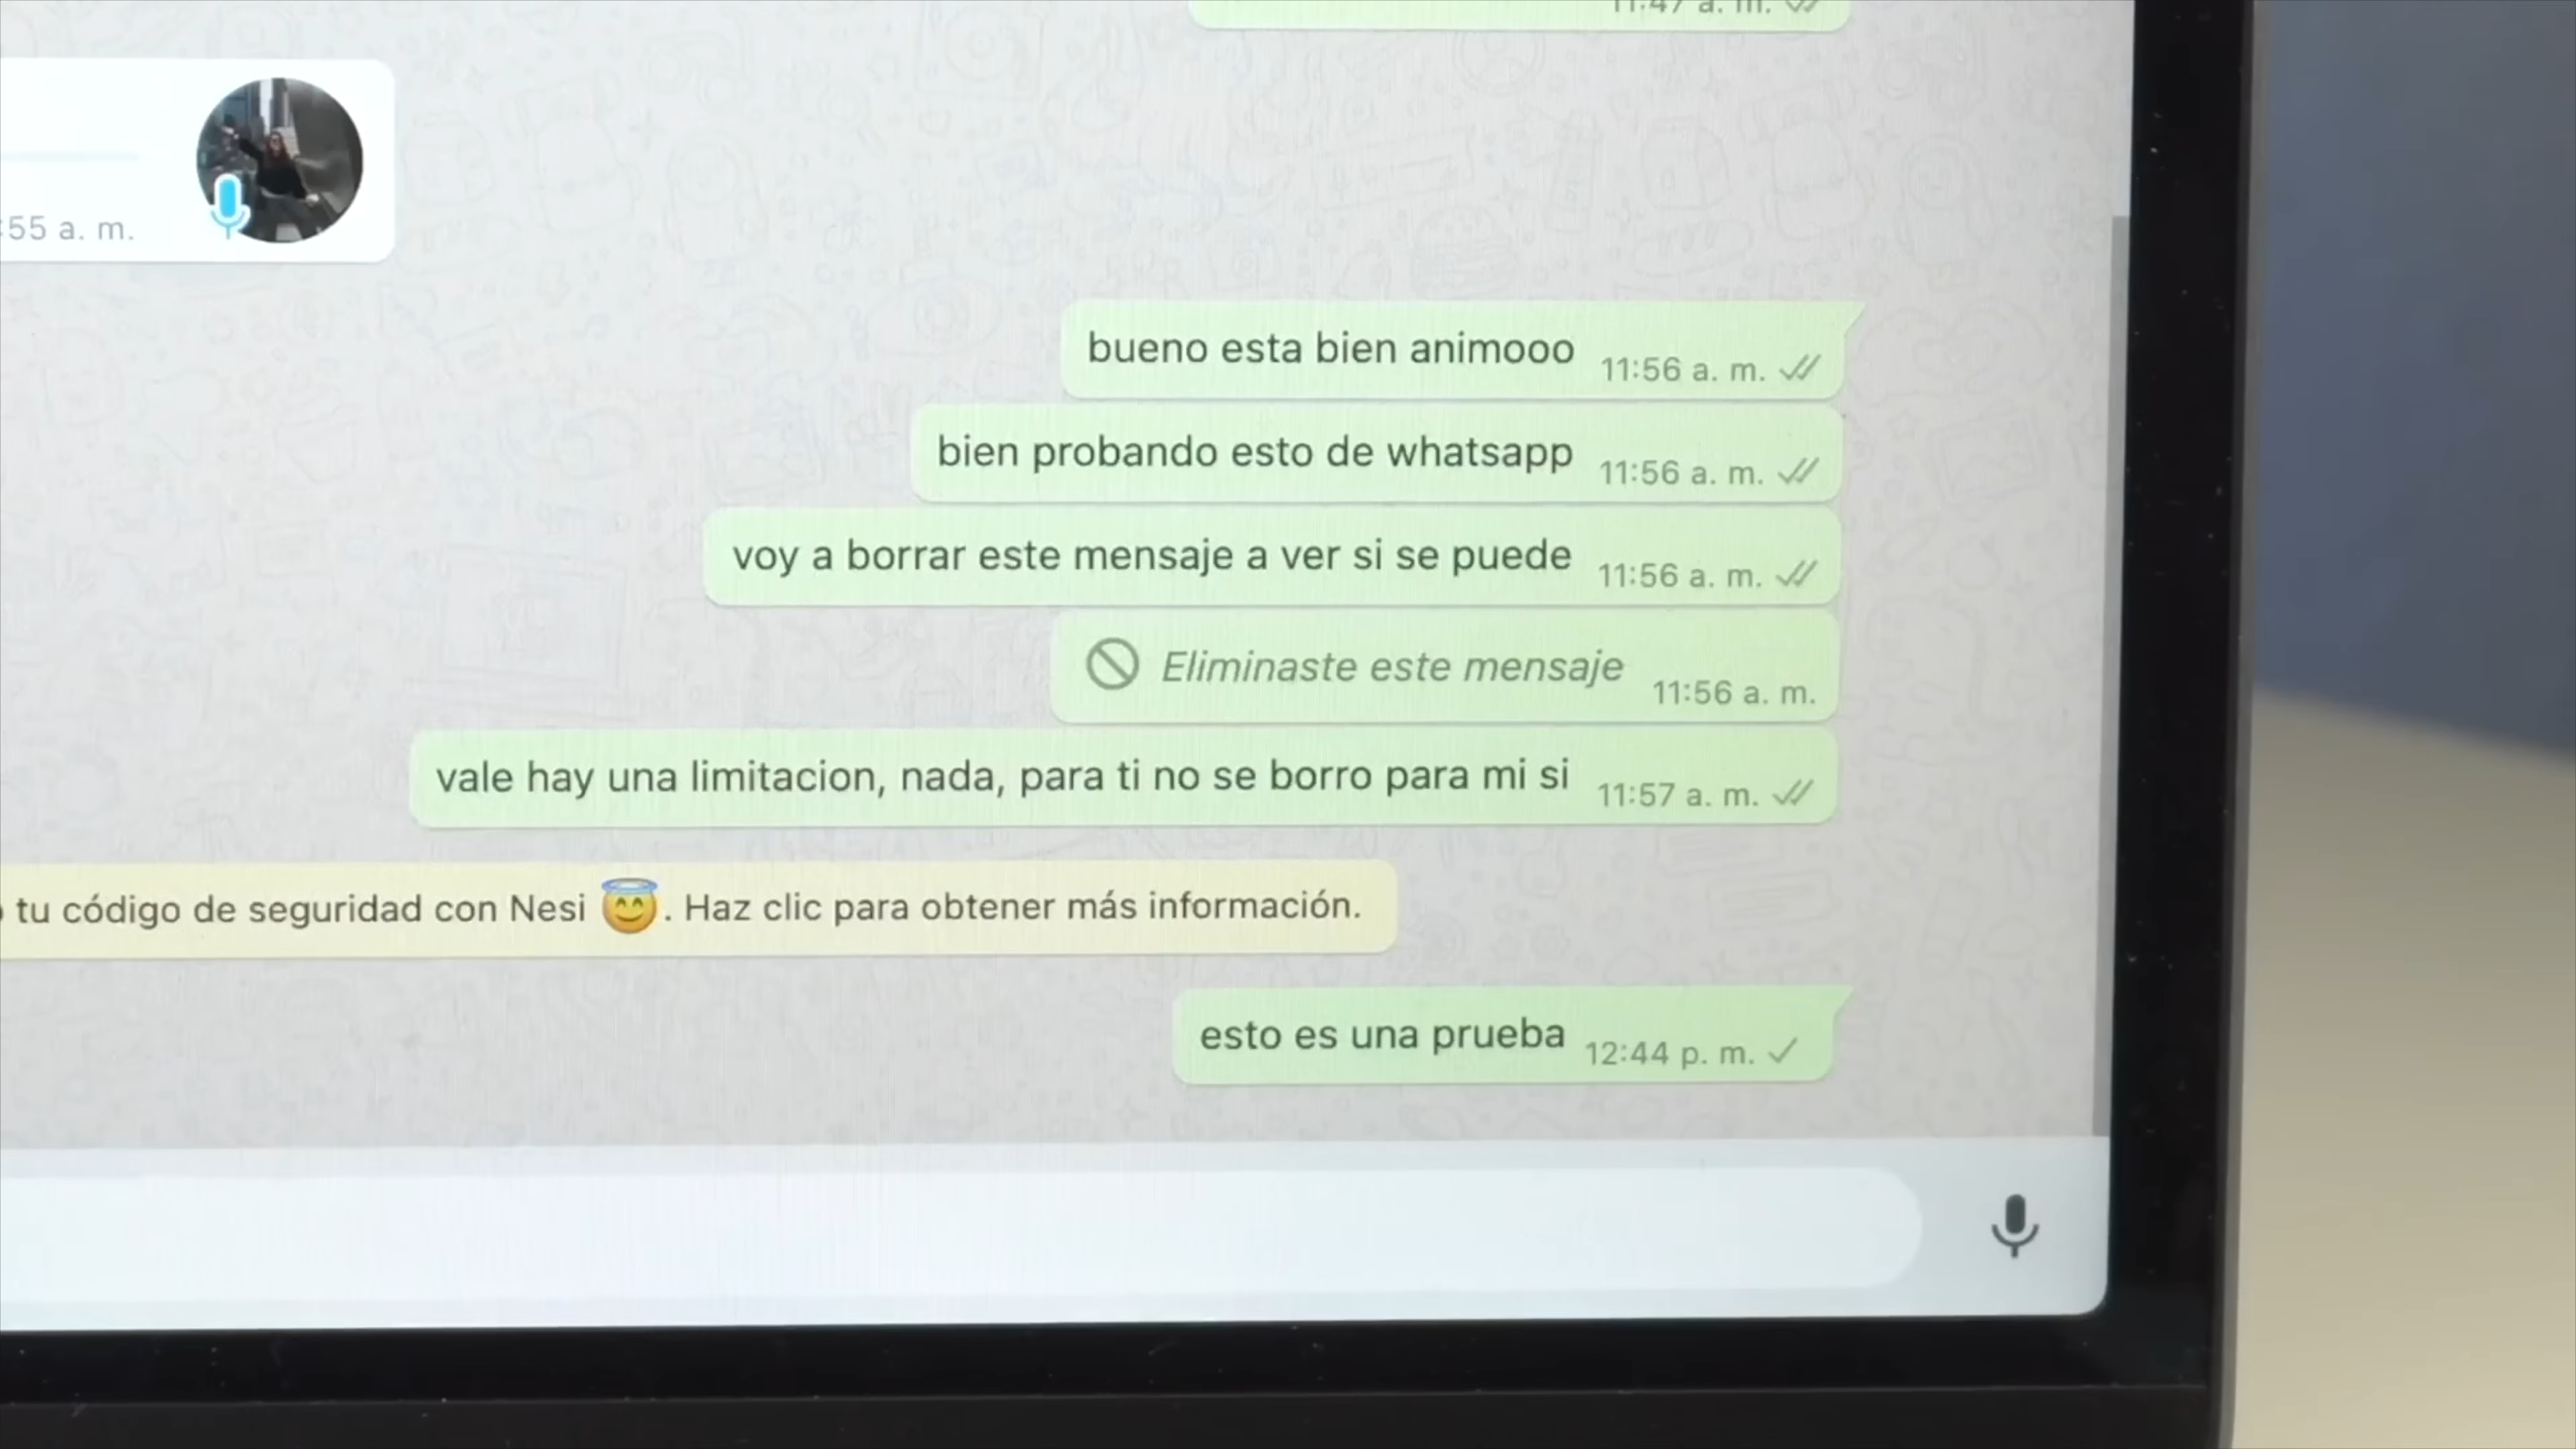 11:47 a. m.
:55 a. m.
bueno esta bien animooo 11:56 a. m.
bien probando esto de whatsapp 11:56 a. m.
voy a borrar este mensaje a ver si se puede 11:56 a. m.
Eliminaste este mensaje 11:56 a. m.
vale hay una limitacion, nada, para ti no se borro para mi si 11:57 a. m.
tu código de seguridad con Nesi 😇. Haz clic para obtener más información.
esto es una prueba 12:44 p. m.